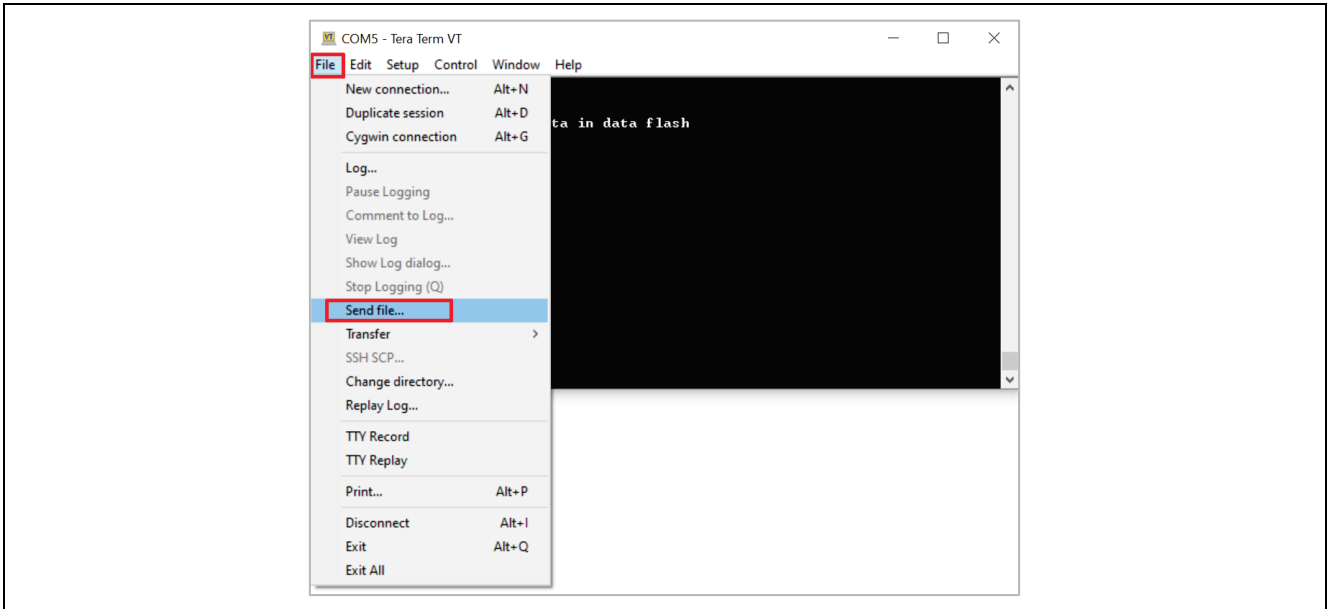 COM5 - Tera Term VT
File Edit Setup Control Window Help
New connection... Alt+N
Duplicate session Alt+D
ta in data flash
Cygwin connection Alt+G
Log...
Pause Logging
Comment to Log...
View Log
Show Log dialog...
Stop Logging (Q)
Send file...
Transfer >
SSH SCP...
Change directory...
Replay Log...
TTY Record
TTY Replay
Print... Alt+P
Disconnect Alt+I
Exit Alt+Q
Exit All